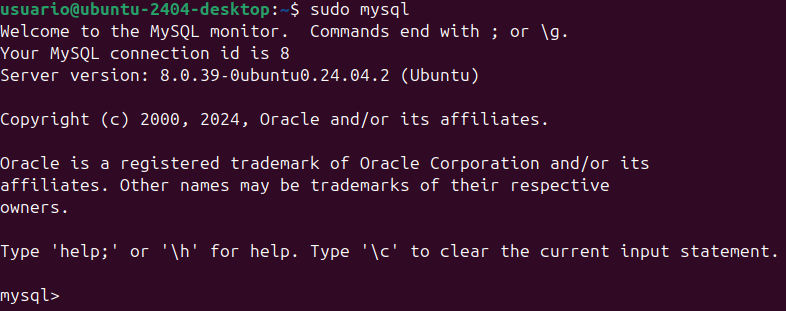 usuario@ubuntu-2404-desktop:~$ sudo mysql
Welcome to the MySQL monitor.  Commands end with ; or \g.
Your MySQL connection id is 8
Server version: 8.0.39-0ubuntu0.24.04.2 (Ubuntu)

Copyright (c) 2000, 2024, Oracle and/or its affiliates.

Oracle is a registered trademark of Oracle Corporation and/or its
affiliates. Other names may be trademarks of their respective
owners.

Type 'help;' or '\h' for help. Type '\c' to clear the current input statement.

mysql>